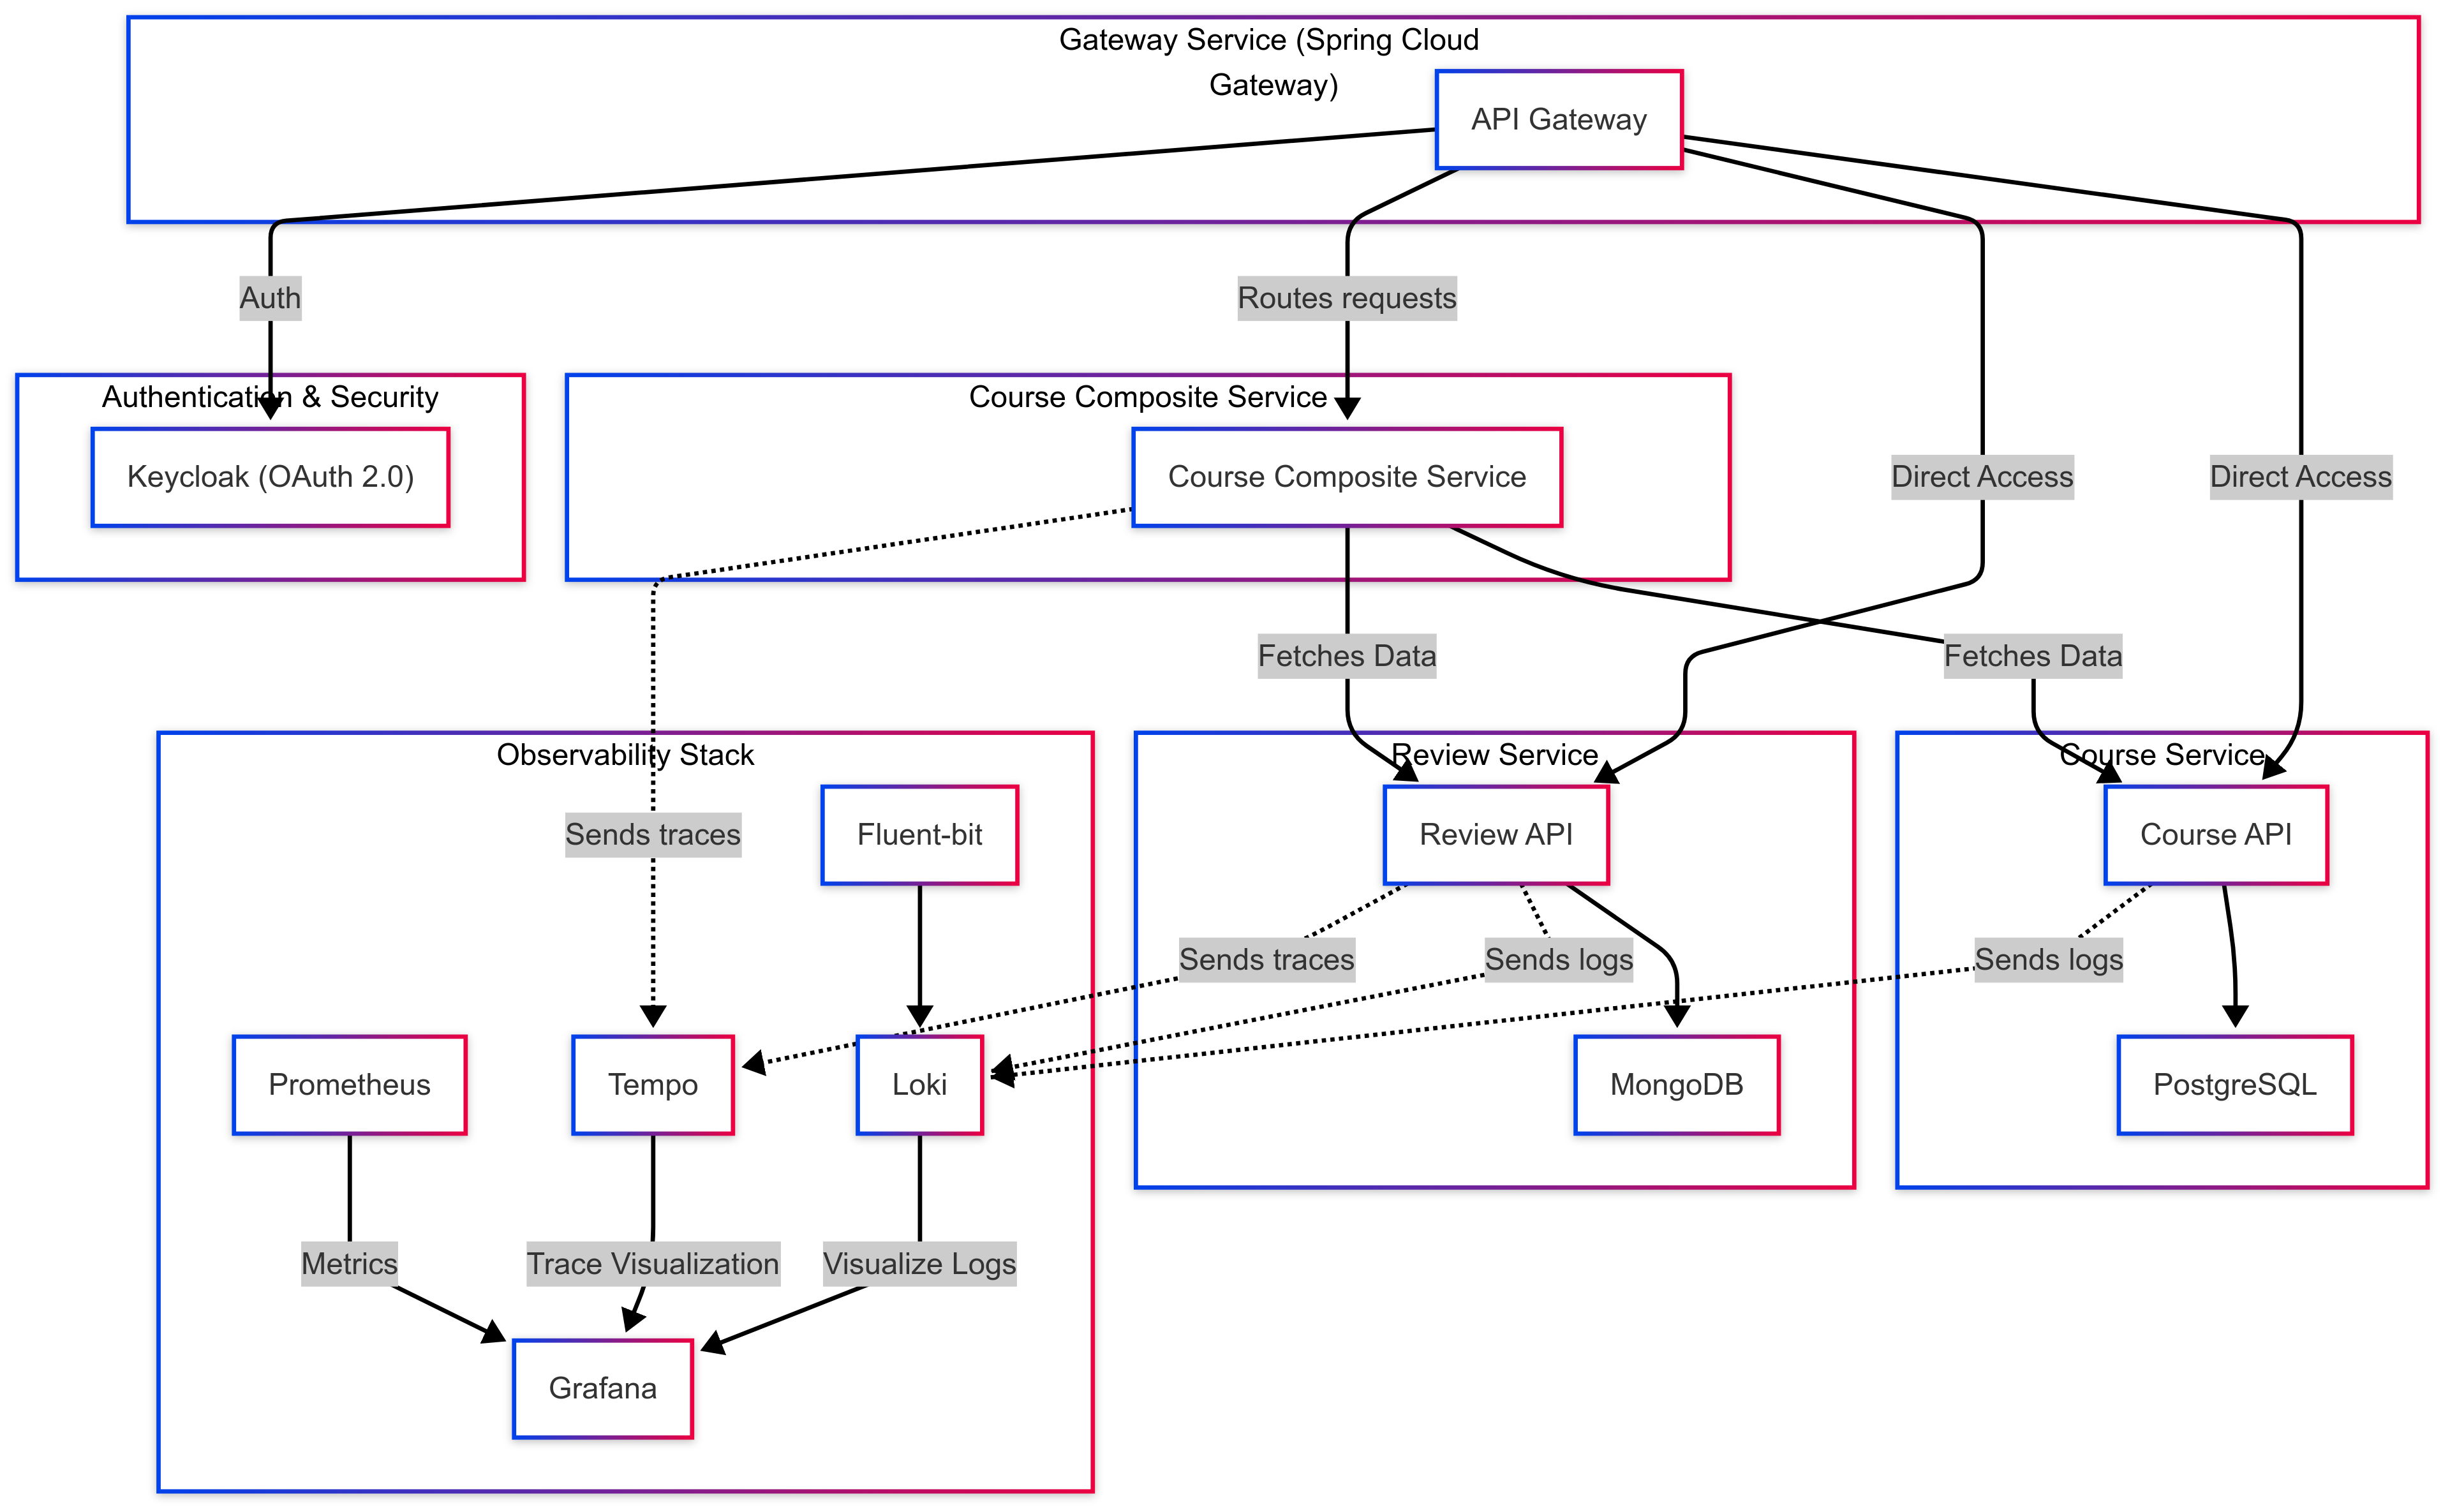 Gateway Service (Spring Cloud
Gateway)
API Gateway
Auth
Routes requests
Authentication & Security
Keycloak (OAuth 2.0)
Course Composite Service
Course Composite Service
Direct Access
Direct Access
Fetches Data
Fetches Data
Observability Stack
Sends traces
Fluent-bit
Review Service
Review API
Course Service
Course API
Sends traces
Sends logs
Sends logs
Prometheus
Tempo
Loki
MongoDB
PostgreSQL
Metrics
Trace Visualization
Visualize Logs
Grafana